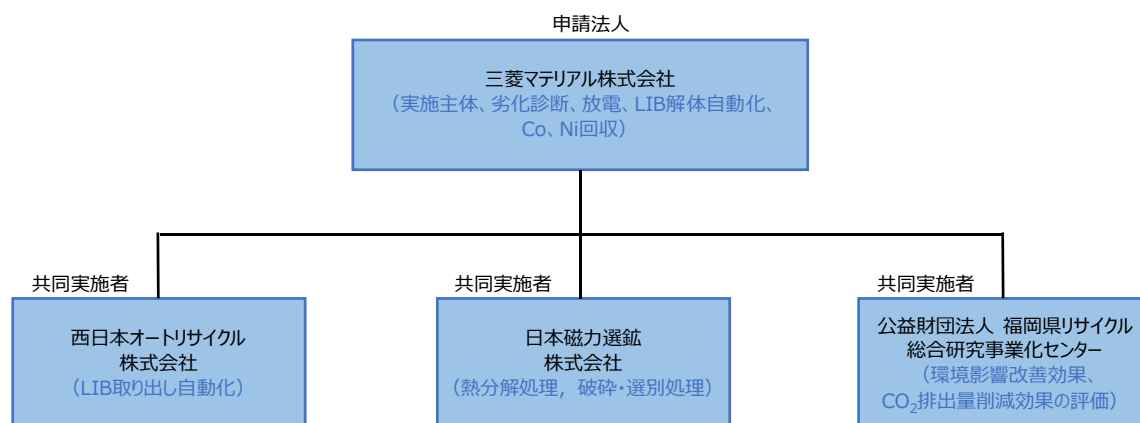 申請法人
三菱マテリアル株式会社
（実施主体、劣化診断、放電、LIB解体自動化、
Co、Ni回収）
共同実施者
西日本オートリサイクル
株式会社
（LIB取り出し自動化）
共同実施者
日本磁力選鉱
株式会社
（熱分解処理，破砕・選別処理）
共同実施者
公益財団法人 福岡県リサイクル
総合研究事業化センター
（環境影響改善効果、
CO₂排出量削減効果の評価）